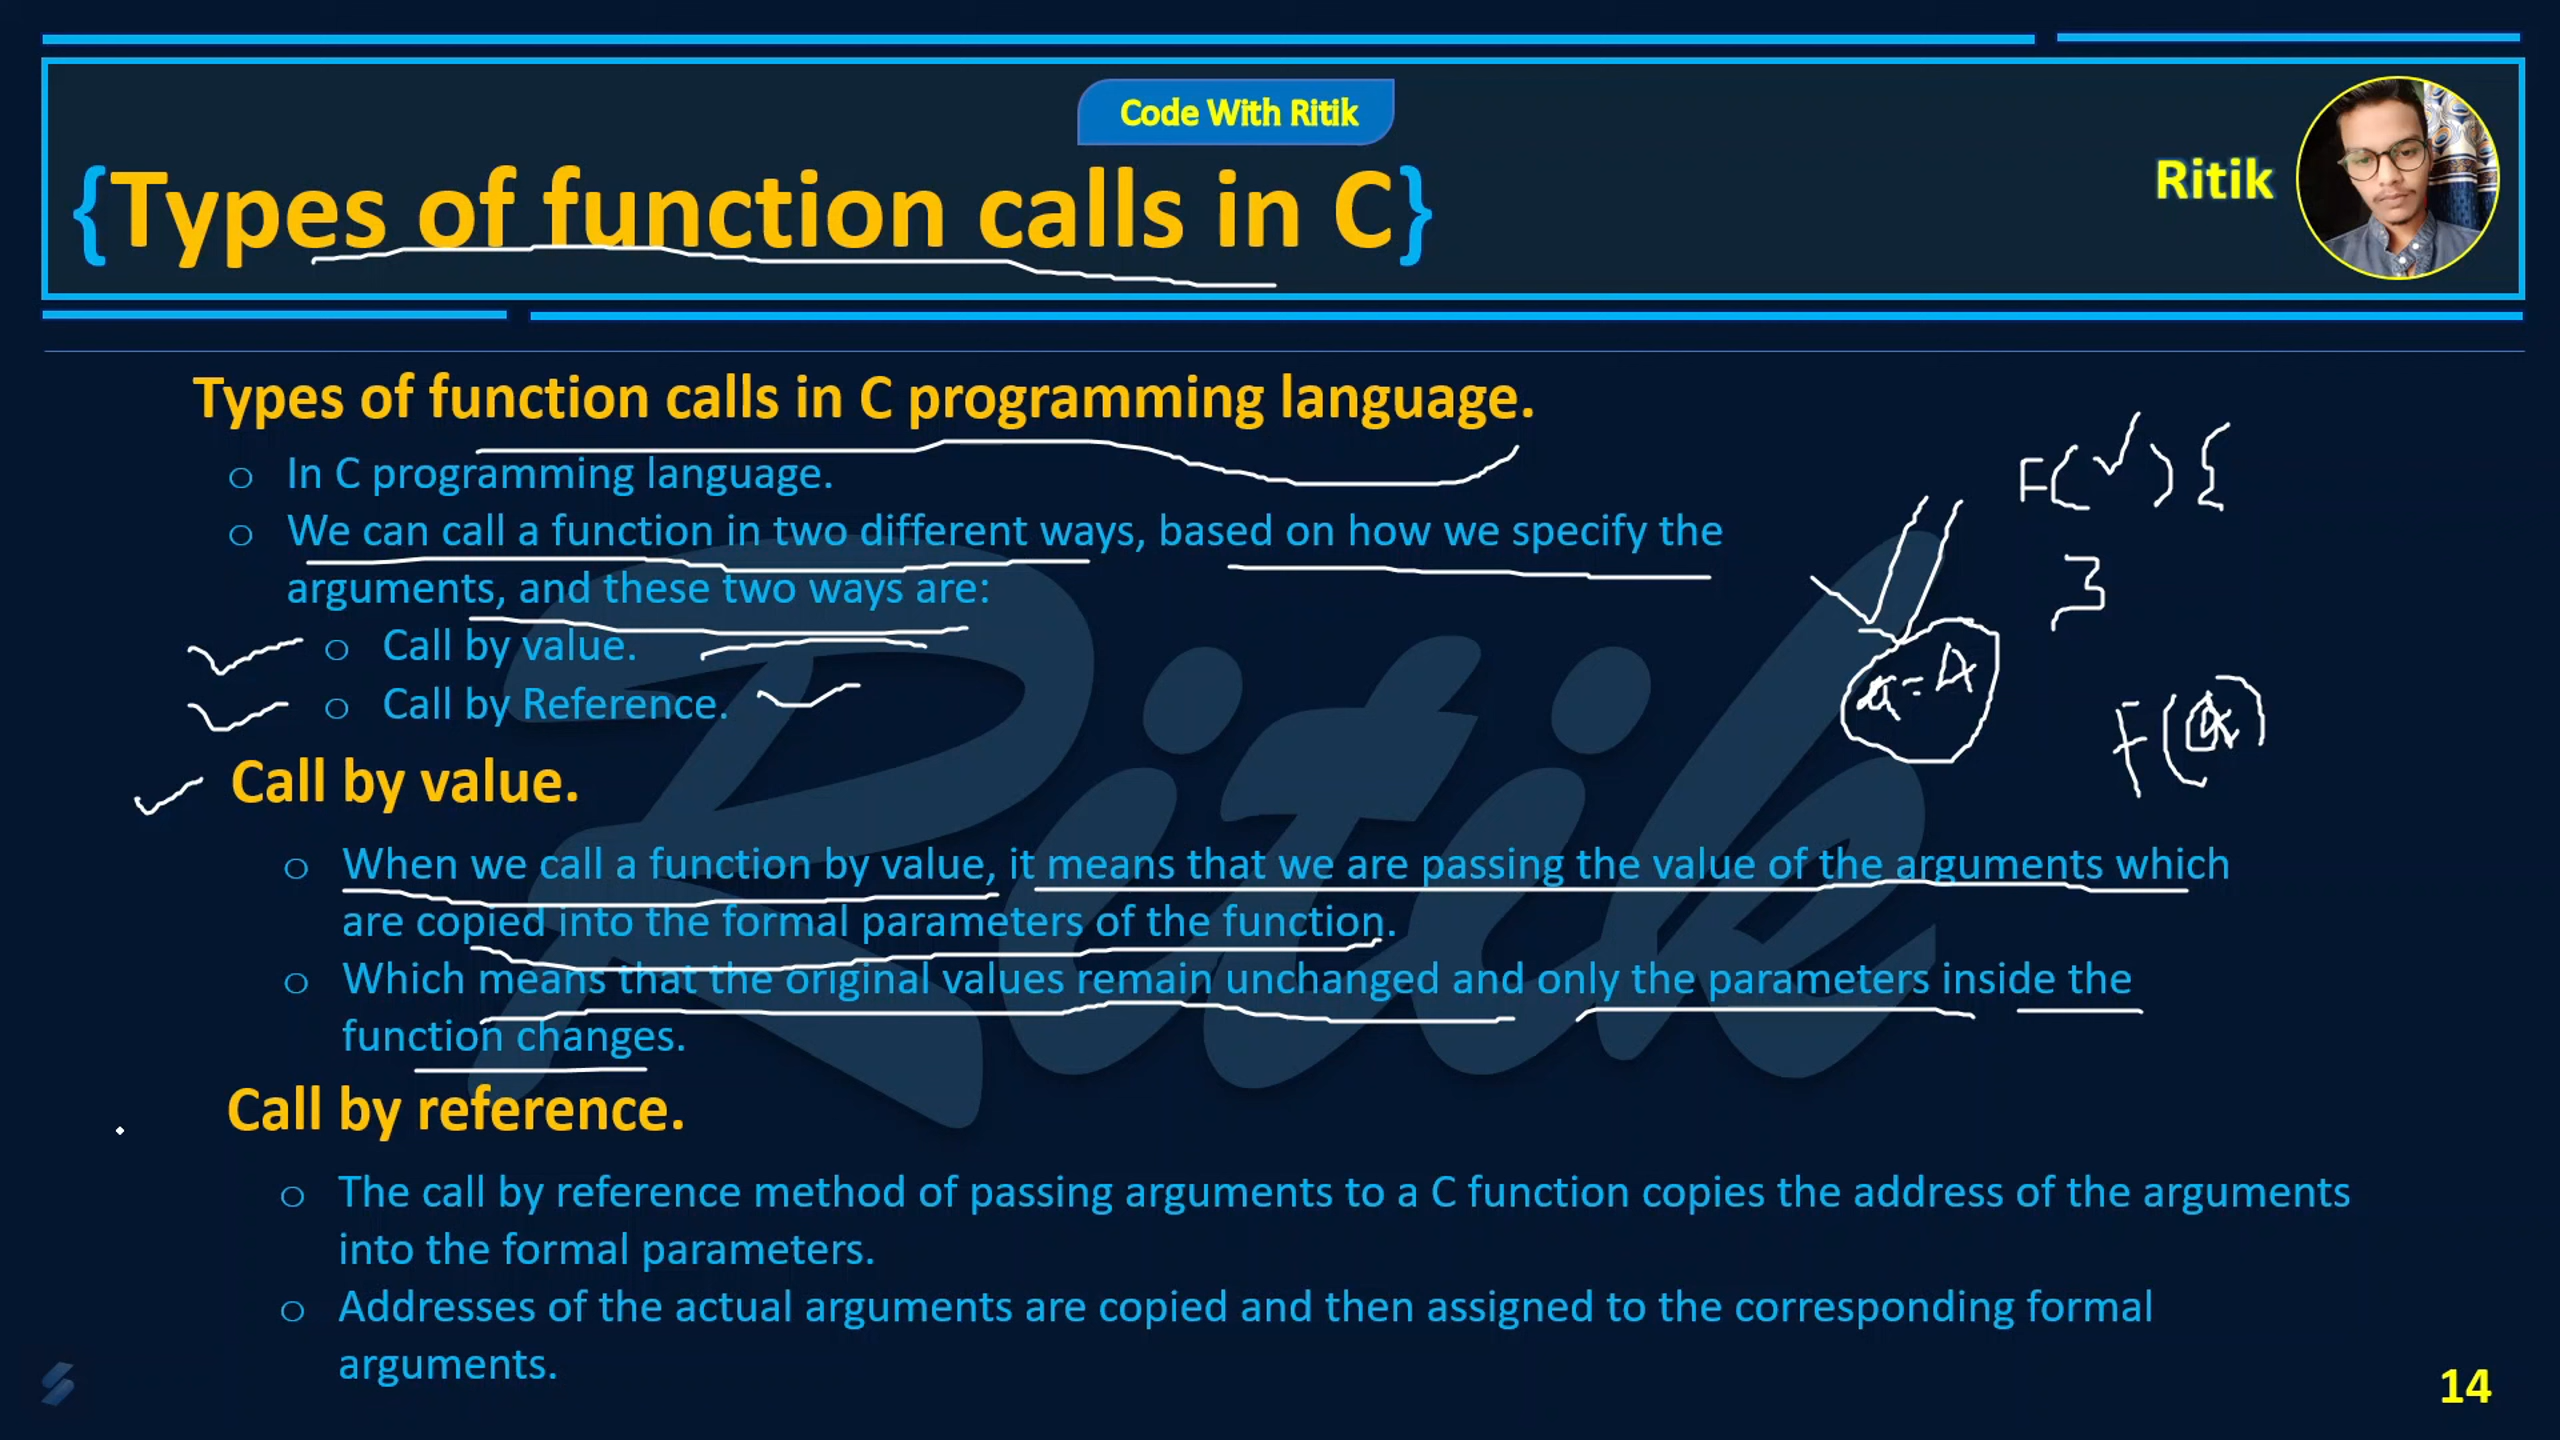 Code With Ritik
{Types of function calls in C}
Ritik
Types of function calls in C programming language.
o In C programming language.
o We can call a function in two different ways, based on how we specify the
arguments, and these two ways are:
o Call by value.
o Call by Reference.
F(✓) {
}
a=4
F(a)
Call by value.
o When we call a function by value, it means that we are passing the value of the arguments which
are copied into the formal parameters of the function.
o Which means that the original values remain unchanged and only the parameters inside the
function changes.
Call by reference.
o The call by reference method of passing arguments to a C function copies the address of the arguments
into the formal parameters.
o Addresses of the actual arguments are copied and then assigned to the corresponding formal
arguments.
Ritik
14